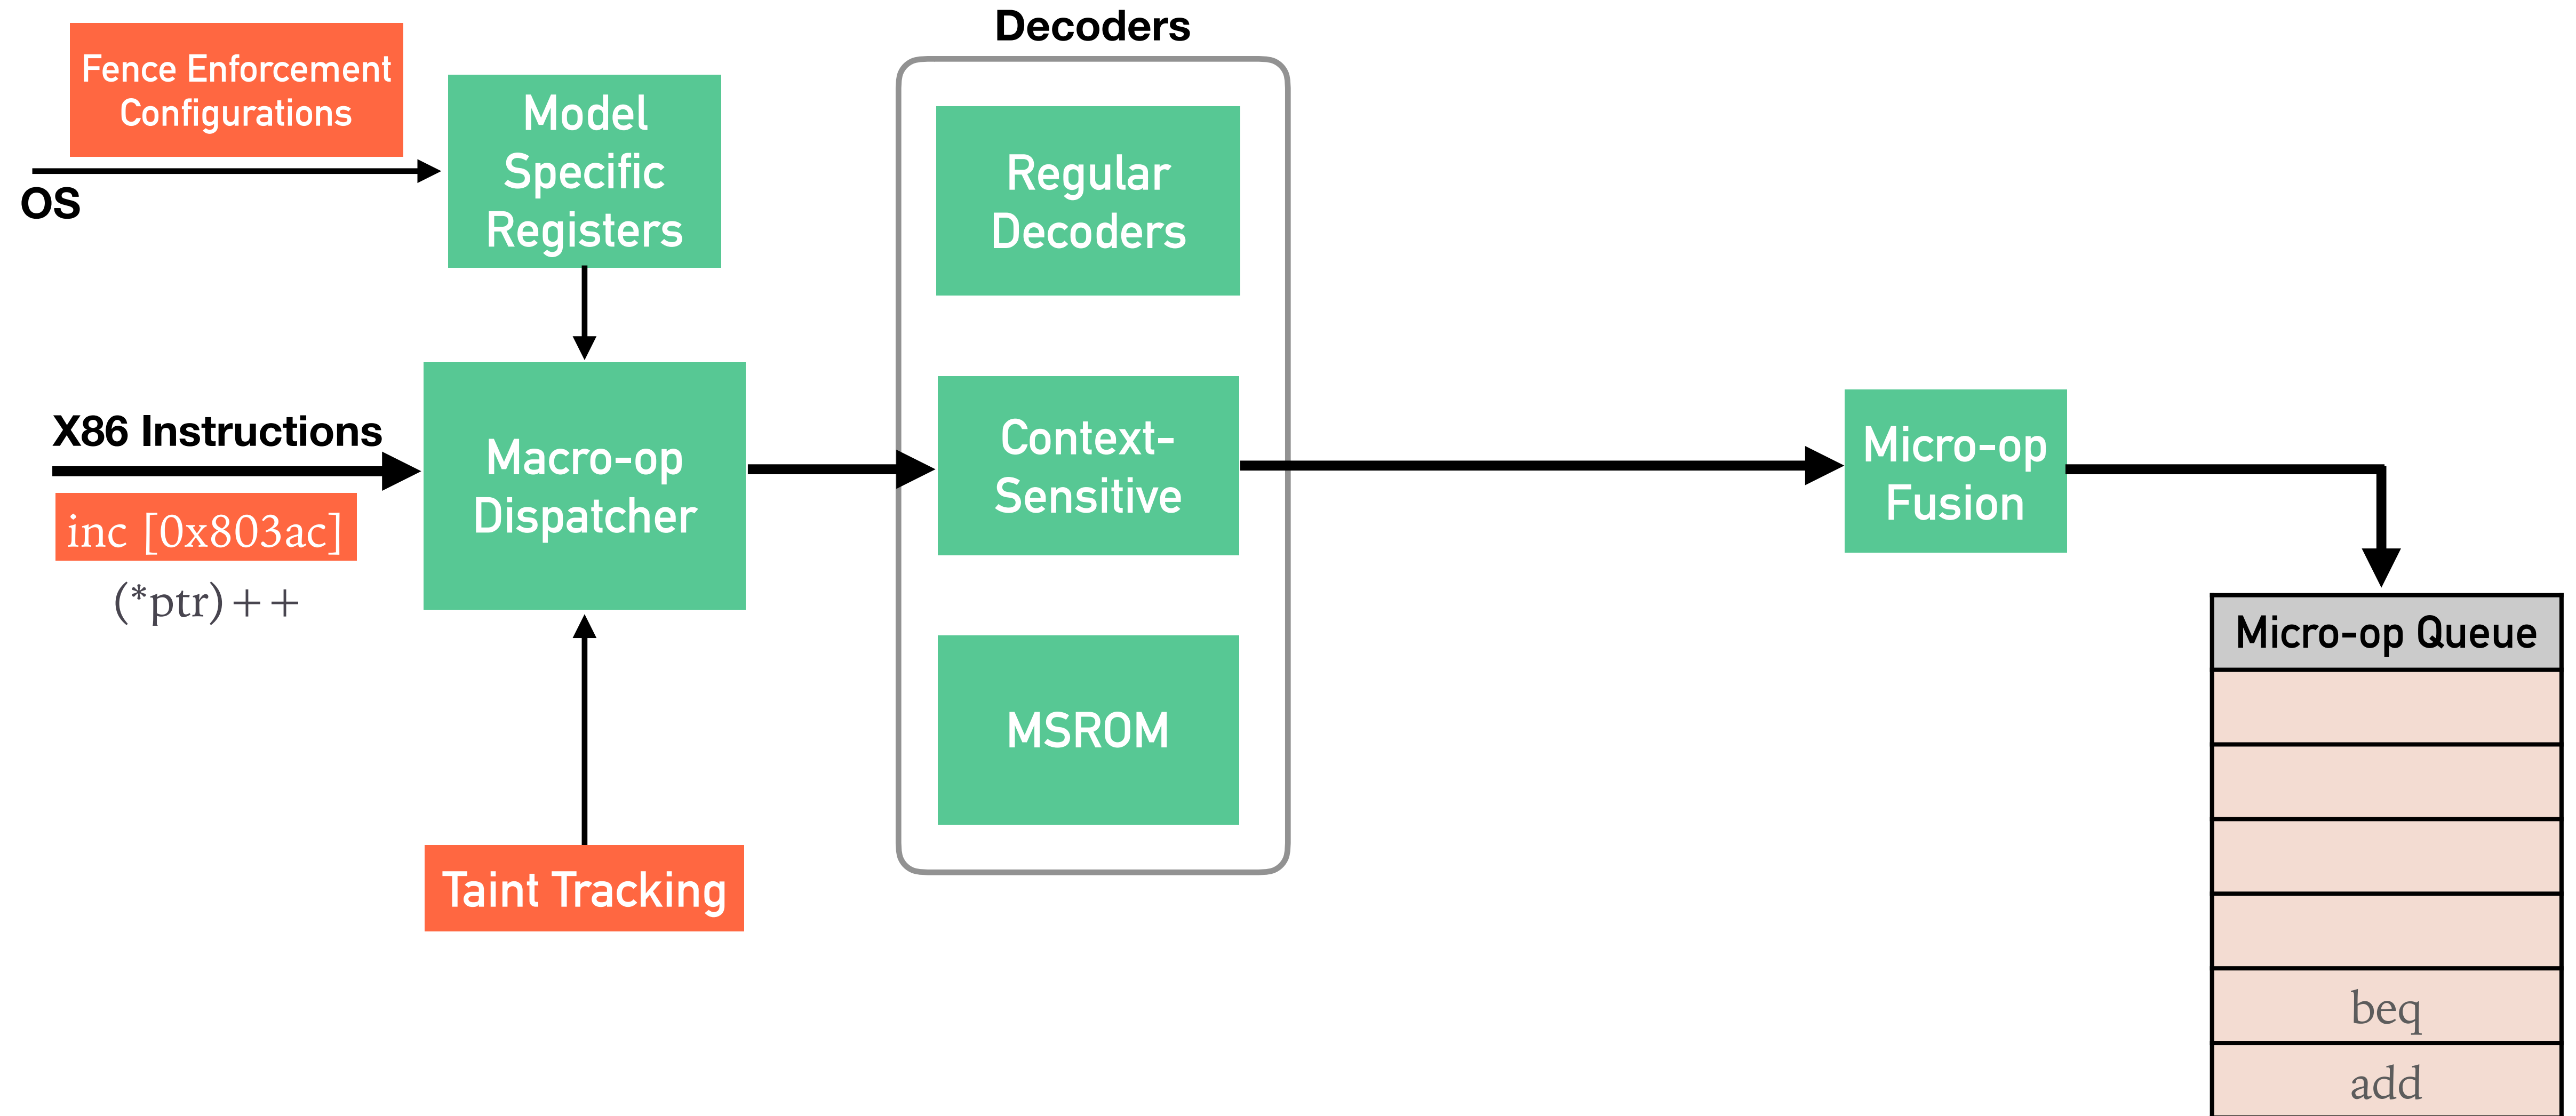 Decoders
Fence Enforcement
Configurations
OS
Model
Specific
Registers
Regular
Decoders
X86 Instructions
inc [0x803ac]
(*ptr)++
Macro-op
Dispatcher
Context-
Sensitive
Micro-op
Fusion
MSROM
Taint Tracking
Micro-op Queue
beq
add